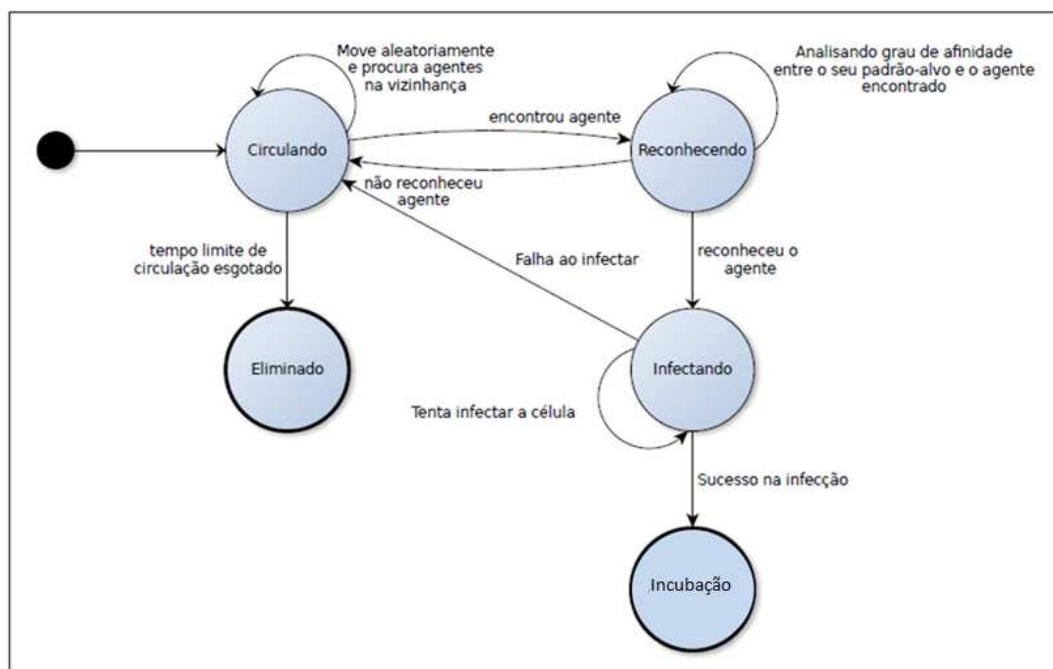 Move aleatoriamente
e procura agentes
na vizinhança
Analisando grau de afinidade
entre o seu padrão-alvo e o agente
encontrado
encontrou agente
Circulando
Reconhecendo
não reconheceu
agente
tempo limite de
circulação esgotado
Falha ao infectar
reconheceu o
agente
Eliminado
Infectando
Tenta infectar a célula
Sucesso na infecção
Incubação